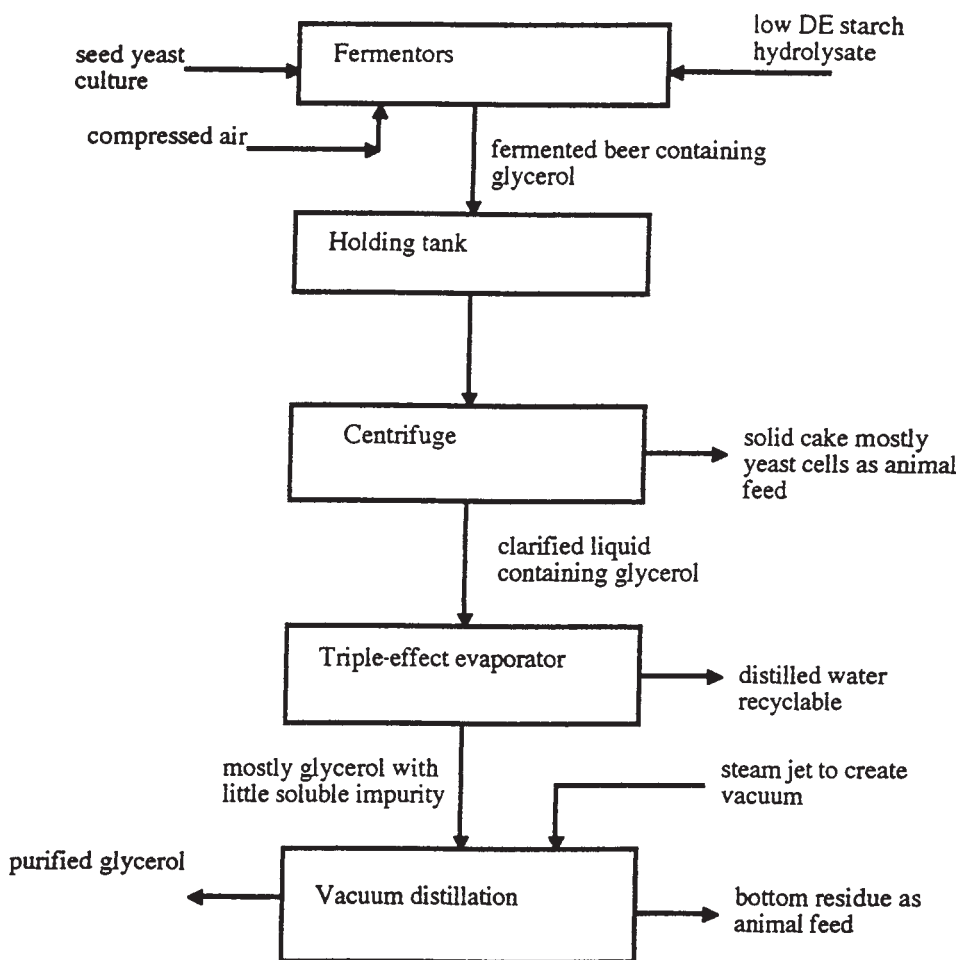 low DE starch
hydrolysate
Fermentors
seed yeast
culture
compressed air
fermented beer containing
glycerol
Holding tank
Centrifuge
solid cake mostly
yeast cells as animal
feed
clarified liquid
containing glycerol
Triple-effect evaporator
distilled water
recyclable
mostly glycerol with
little soluble impurity
steam jet to create
vacuum
purified glycerol
Vacuum distillation
bottom residue as
animal feed